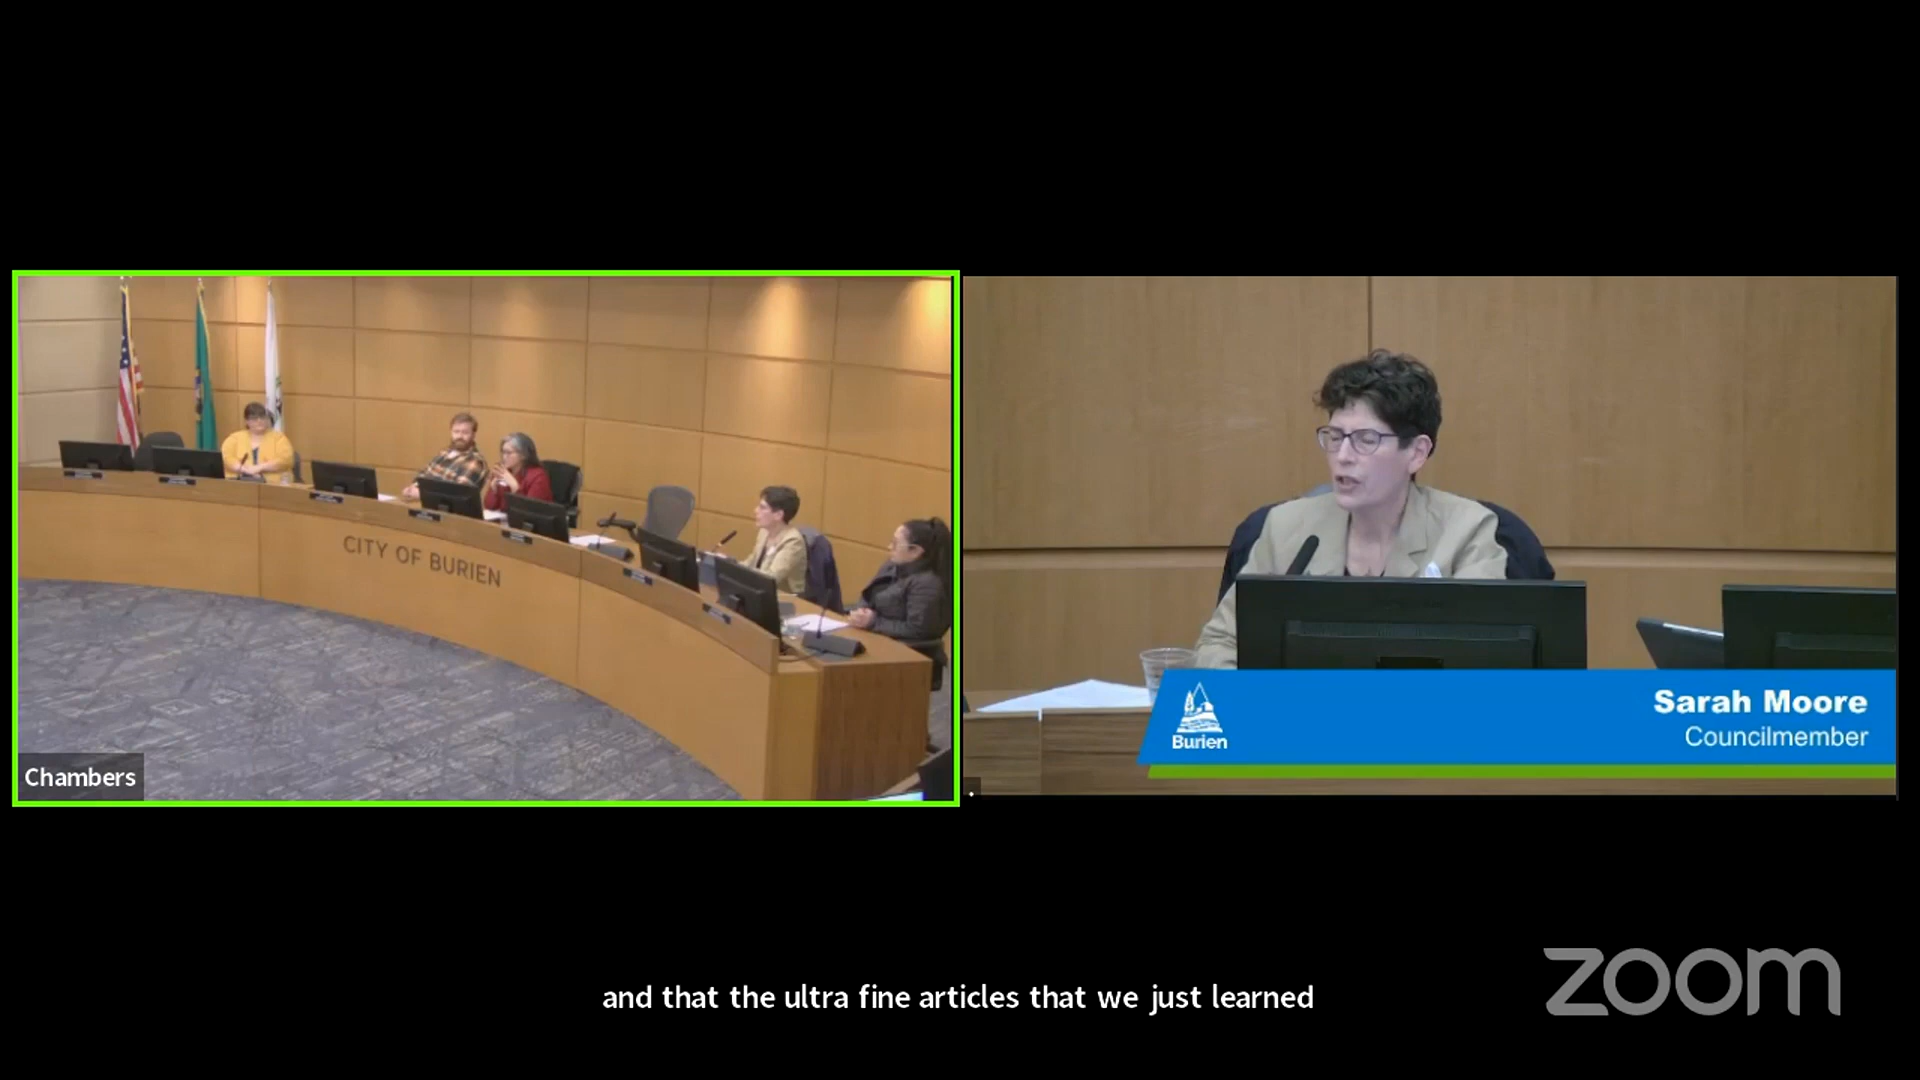 CITY OF BURIEN
Chambers
Sarah Moore
Councilmember
Burien
and that the ultra fine articles that we just learned
zoom